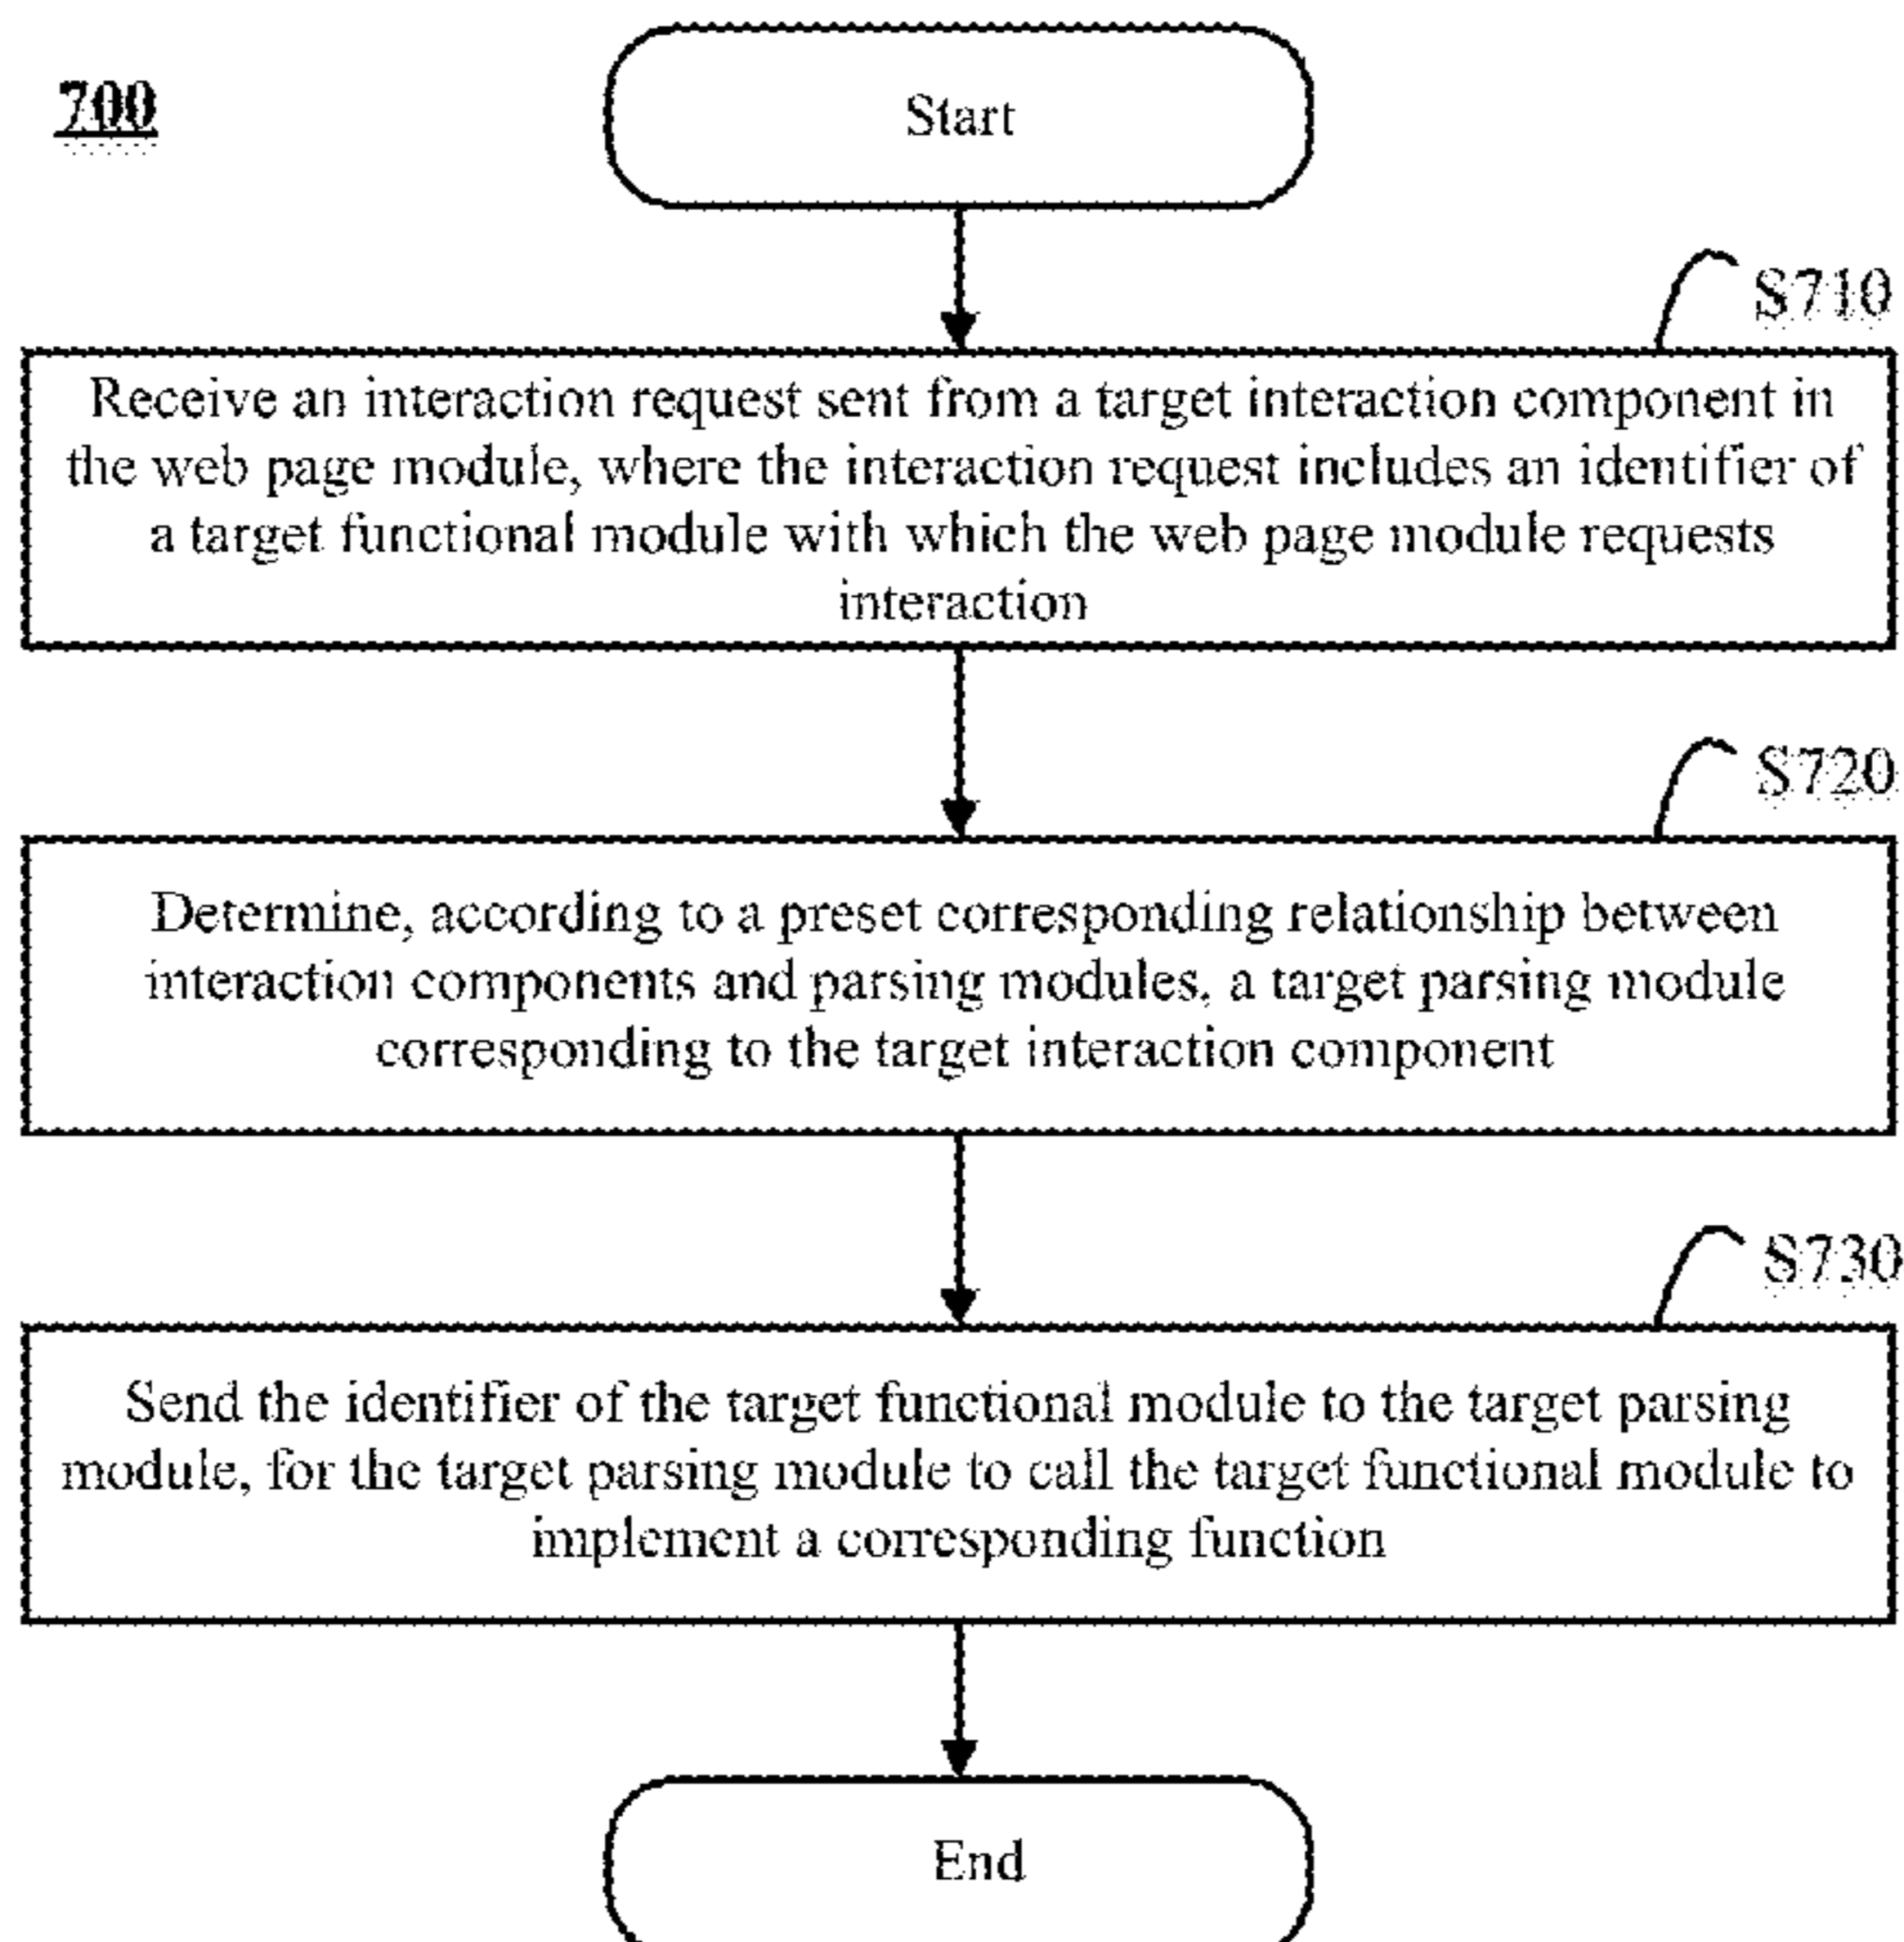 700
Start
S710
Receive an interaction request sent from a target interaction component in
the web page module, where the interaction request includes an identifier of
a target functional module with which the web page module requests
interaction
S720
Determine, according to a preset corresponding relationship between
interaction components and parsing modules, a target parsing module
corresponding to the target interaction component
S730
Send the identifier of the target functional module to the target parsing
module, for the target parsing module to call the target functional module to
implement a corresponding function
End